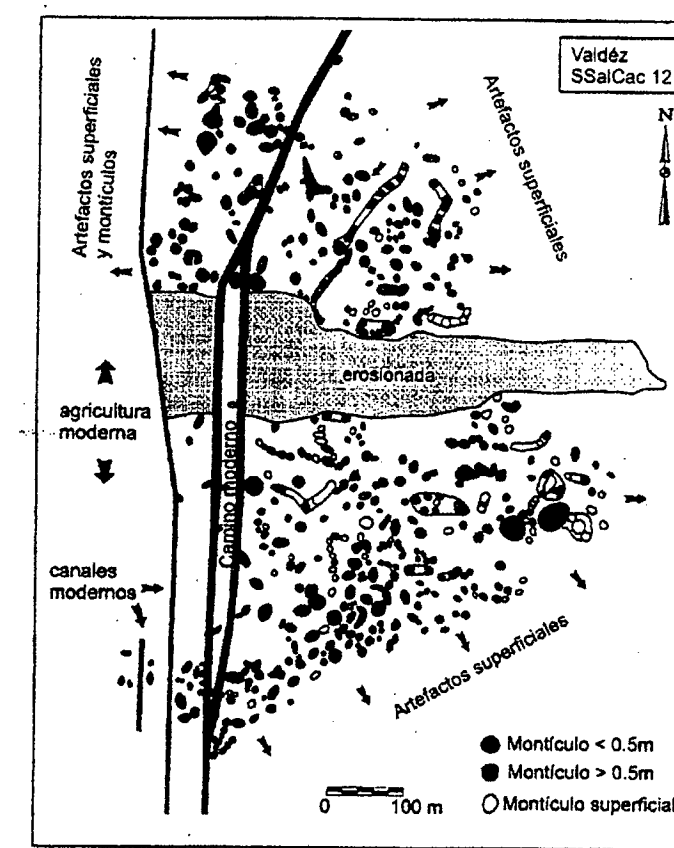 Valdéz
SSalCac 12
N
Artefactos superficiales
y montículos
Artefactos superficiales
erosionada
agricultura
moderna
Camino moderno
canales
modernos
Artefactos superficiales
Montículo < 0.5m
Montículo > 0.5m
Montículo superficial
0 100 m